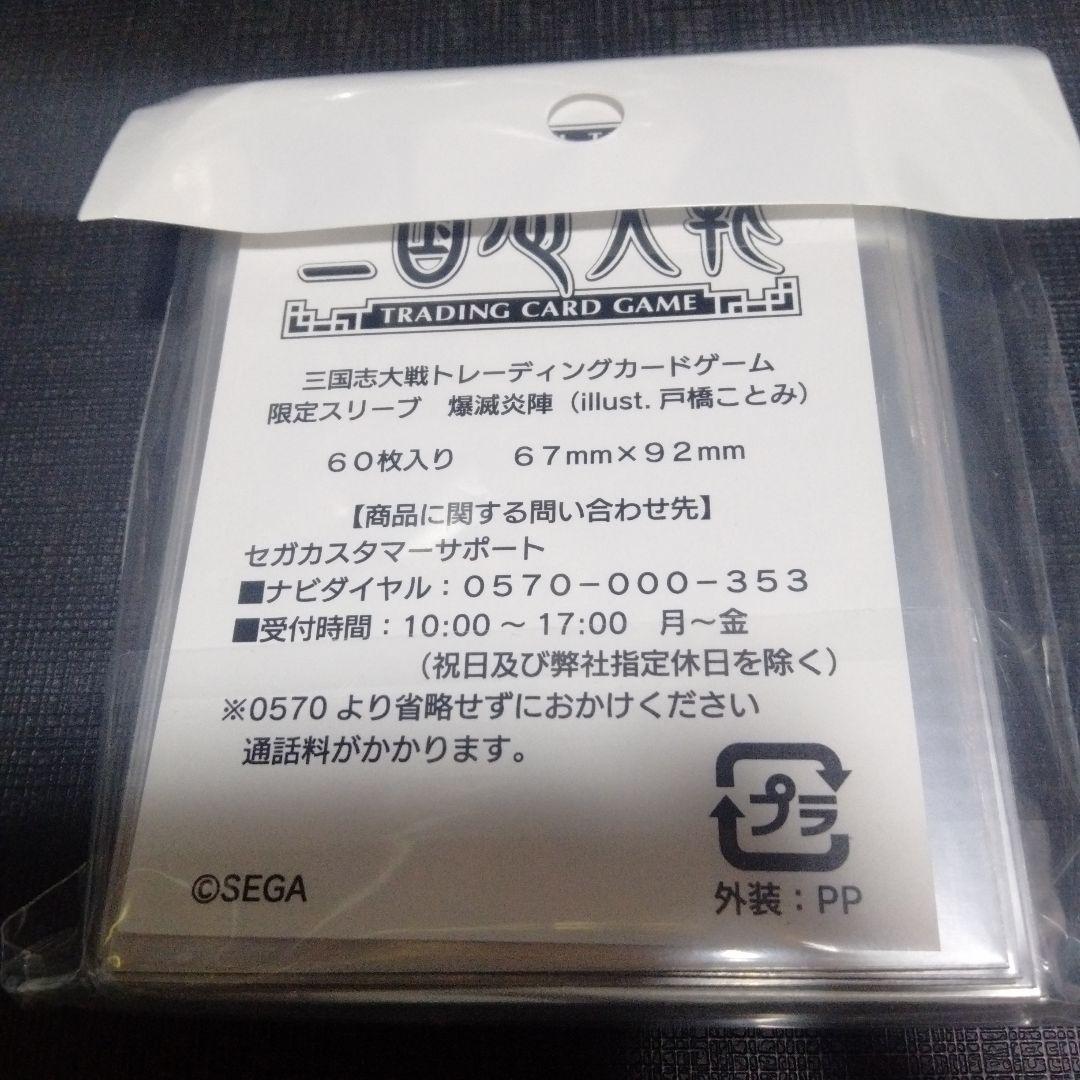 三国志大戦
TRADING CARD GAME
三国志大戦トレーディングカードゲーム
限定スリーブ　爆滅炎陣（illust. 戸橋ことみ）
６０枚入り　６７mm×９２mm
【商品に関する問い合わせ先】
セガカスタマーサポート
■ナビダイヤル：０５７０－０００－３５３
■受付時間：10:00～17:00　月～金
（祝日及び弊社指定休日を除く）
※0570 より省略せずにおかけください
通話料がかかります。
プラ
外装：PP
©SEGA